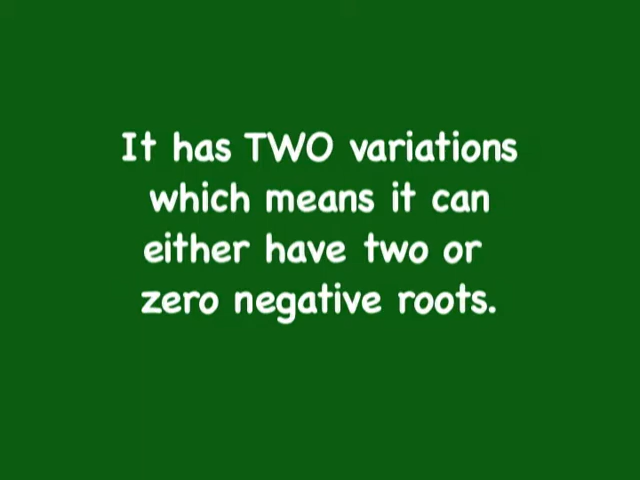 It has TWO variations
which means it can
either have two or
zero negative roots.